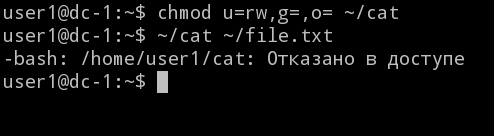 user1@dc-1:~$ chmod u=rw,g=,o= ~/cat
user1@dc-1:~$ ~/cat ~/file.txt
-bash: /home/user1/cat: Отказано в доступе
user1@dc-1:~$